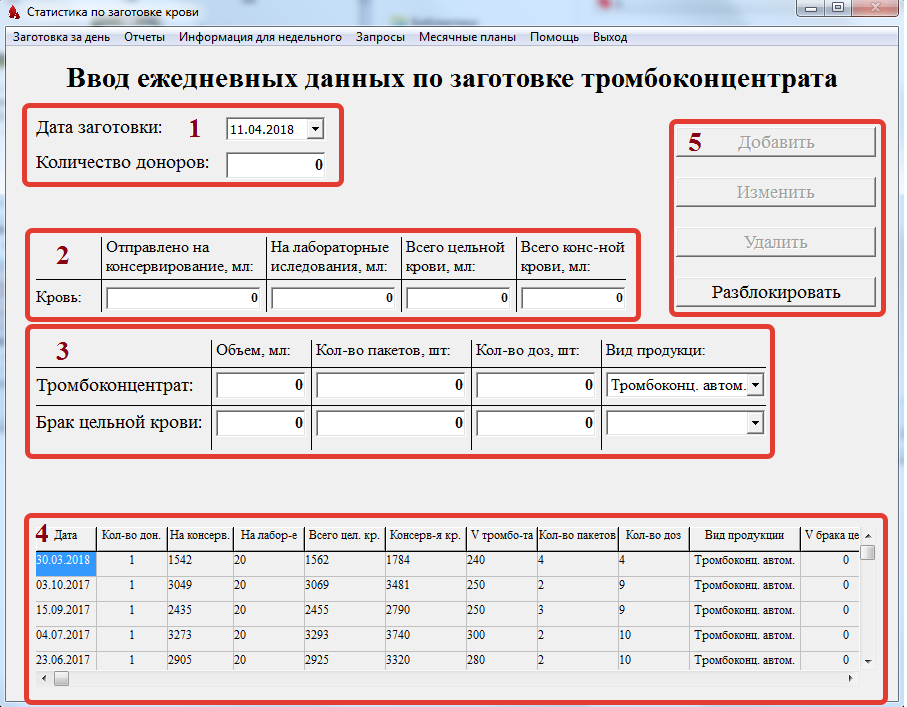 Статистика по заготовке крови
Заготовка за день Отчеты Информация для недельного Запросы Месячные планы Помощь Выход
Ввод ежедневных данных по заготовке тромбоконцентрата
Дата заготовки: 1 11.04.2018
Количество доноров: 0
5 Добавить
Изменить
Удалить
Разблокировать
2 Отправлено на консервирование, мл: На лабораторные иследования, мл: Всего цельной крови, мл: Всего конс-ной крови, мл:
Кровь: 0 0 0 0
3 Объем, мл: Кол-во пакетов, шт: Кол-во доз, шт: Вид продукци:
Тромбоконцентрат: 0 0 0 Тромбоконц. автом.
Брак цельной крови: 0 0 0
4 Дата Кол-во дон. На консерв. На лабор-е Всего цел. кр. Консерв-я кр. V тромбо-та Кол-во пакетов Кол-во доз Вид продукции V брака це
30.03.2018 1 1542 20 1562 1784 240 4 4 Тромбоконц. автом. 0
03.10.2017 1 3049 20 3069 3481 250 2 9 Тромбоконц. автом. 0
15.09.2017 1 2435 20 2455 2790 250 3 9 Тромбоконц. автом. 0
04.07.2017 1 3273 20 3293 3740 300 2 10 Тромбоконц. автом. 0
23.06.2017 1 2905 20 2925 3320 280 2 10 Тромбоконц. автом. 0